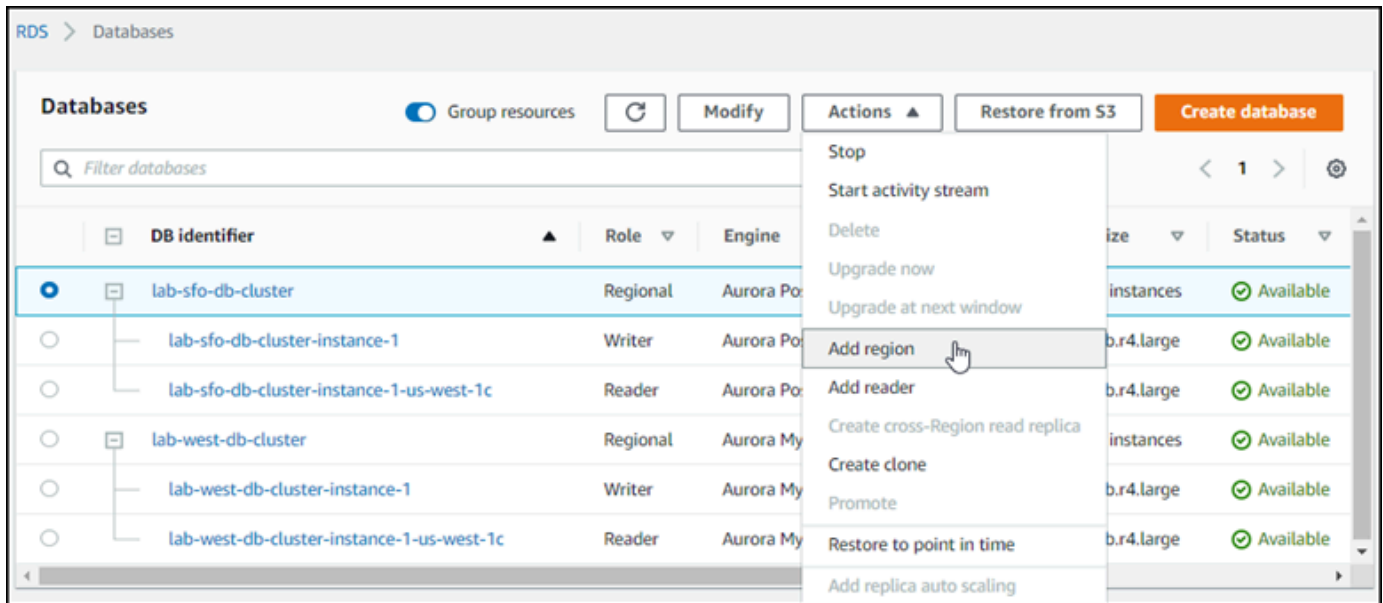 RDS > Databases
Databases Group resources Modify Actions ▲ Restore from S3 Create database
Filter databases < 1 >
Stop
Start activity stream
Delete
Upgrade now
Upgrade at next window
Add region
Add reader
Create cross-Region read replica
Create clone
Promote
Restore to point in time
Add replica auto scaling
DB identifier ▲ Role Engine ize Status
lab-sfo-db-cluster Regional Aurora Po instances Available
lab-sfo-db-cluster-instance-1 Writer Aurora Po b.r4.large Available
lab-sfo-db-cluster-instance-1-us-west-1c Reader Aurora Po b.r4.large Available
lab-west-db-cluster Regional Aurora My instances Available
lab-west-db-cluster-instance-1 Writer Aurora My b.r4.large Available
lab-west-db-cluster-instance-1-us-west-1c Reader Aurora My b.r4.large Available